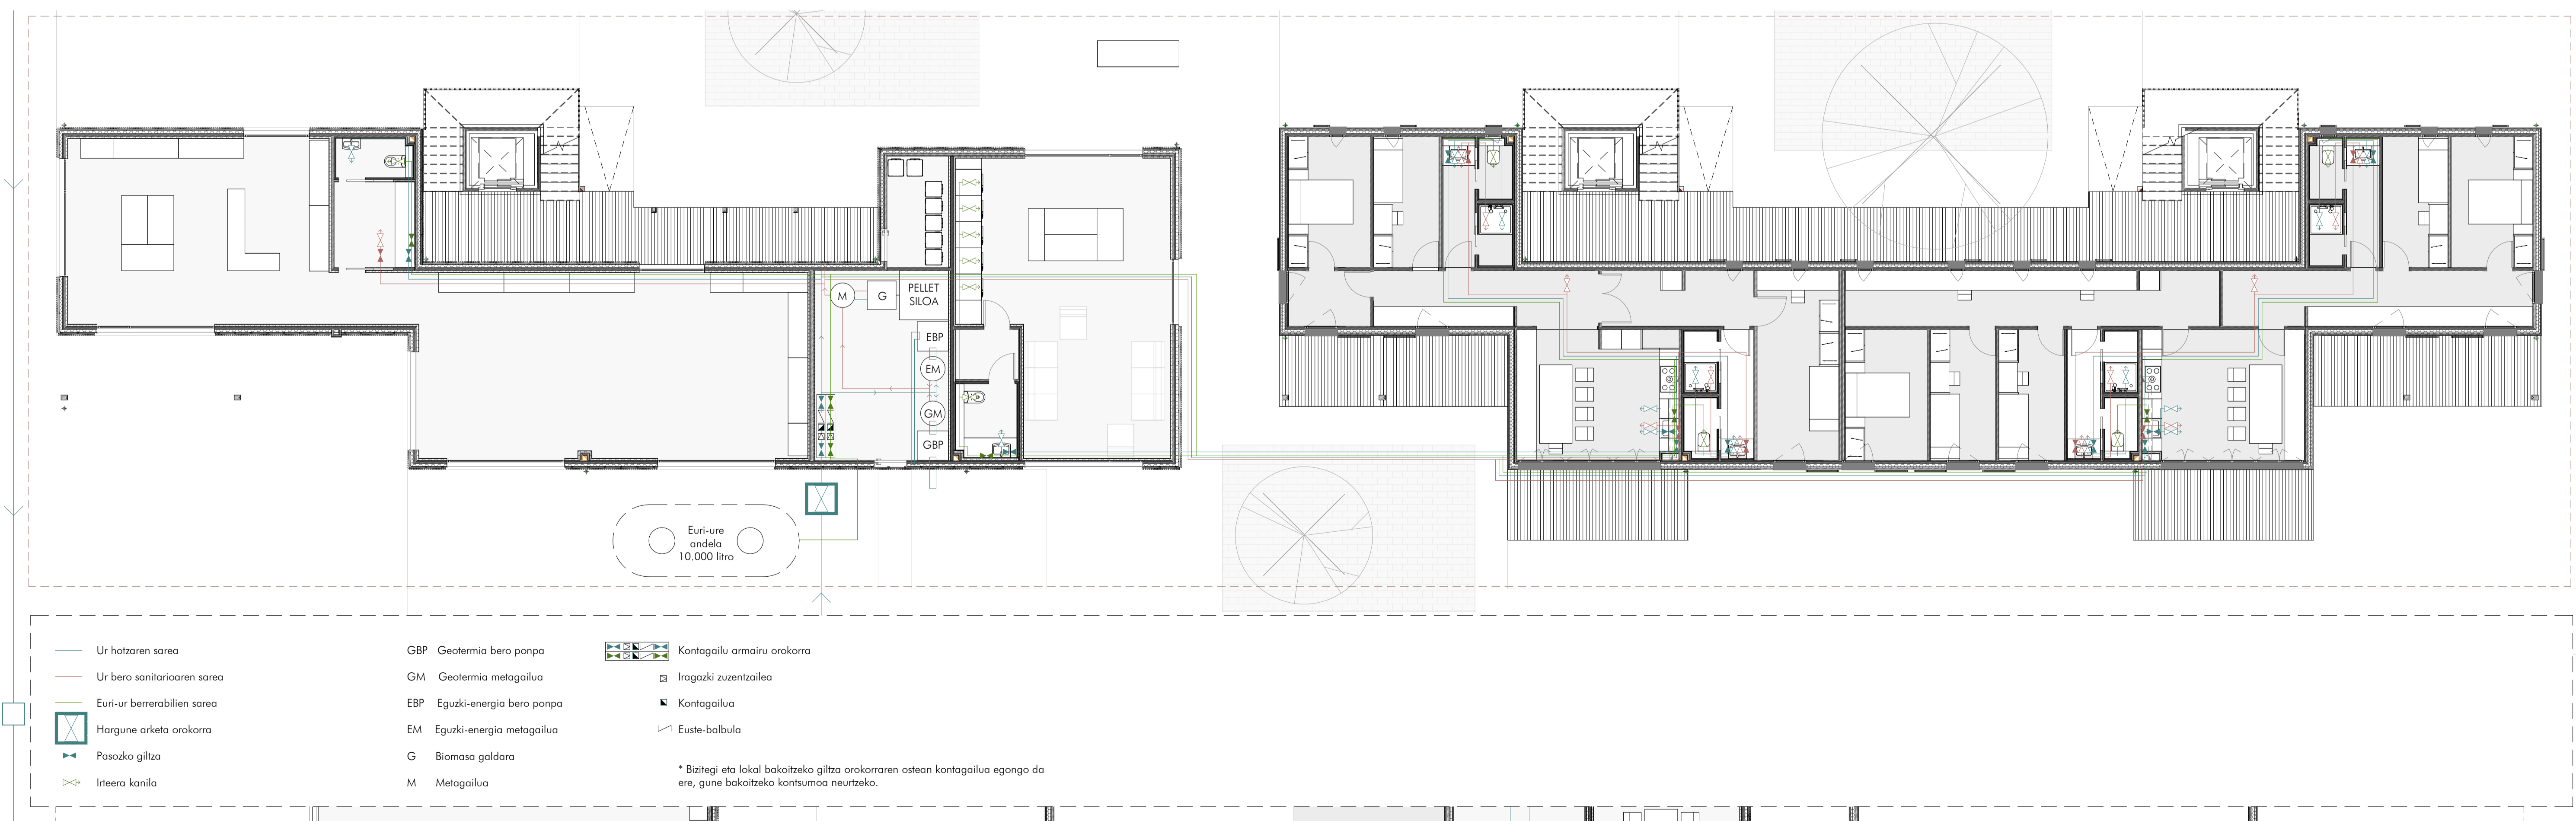 M
G
PELLET
SILOA
EBP
EM
GM
GBP
Euri-ure
andela
10.000 litro
Ur hotzaren sarea
Ur bero sanitarioaren sarea
Euri-ur berrerabilien sarea
Hargune arketa orokorra
Pasozko giltza
Irteera kanila
GBP Geotermia bero ponpa
GM Geotermia metagailua
EBP Eguzki-energia bero ponpa
EM Eguzki-energia metagailua
G Biomasa galdara
M Metagailua
Kontagailu armairu orokorra
Iragazki zuzentzailea
Kontagailua
Euste-balbula
* Bizitegi eta lokal bakoitzeko giltza orokorraren ostean kontagailua egongo da
ere, gune bakoitzeko kontsumoa neurtzeko.